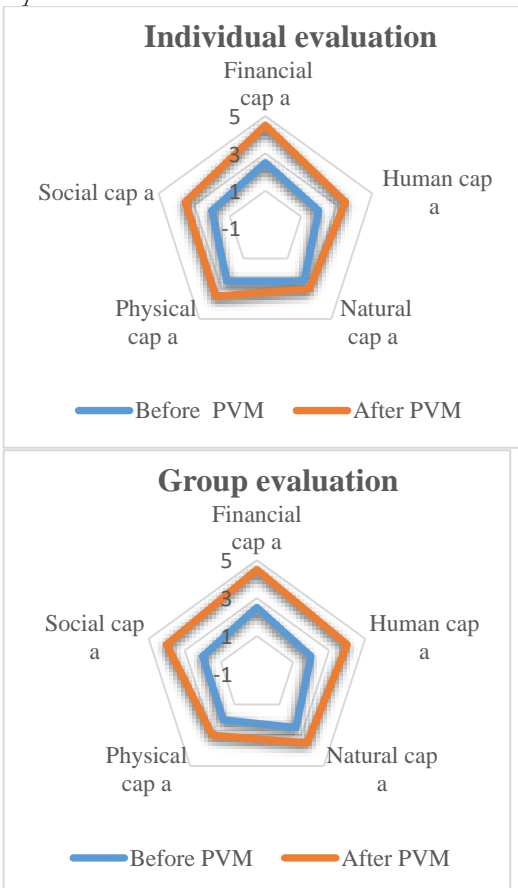 Individual evaluation
Financial
cap a
5
3
1
-1
Human cap
a
Social cap a
Physical
cap a
Natural
cap a
Before PVM
After PVM
Group evaluation
Financial
cap a
5
3
1
-1
Human cap
a
Social cap
a
Physical
cap a
Natural cap
a
Before PVM
After PVM